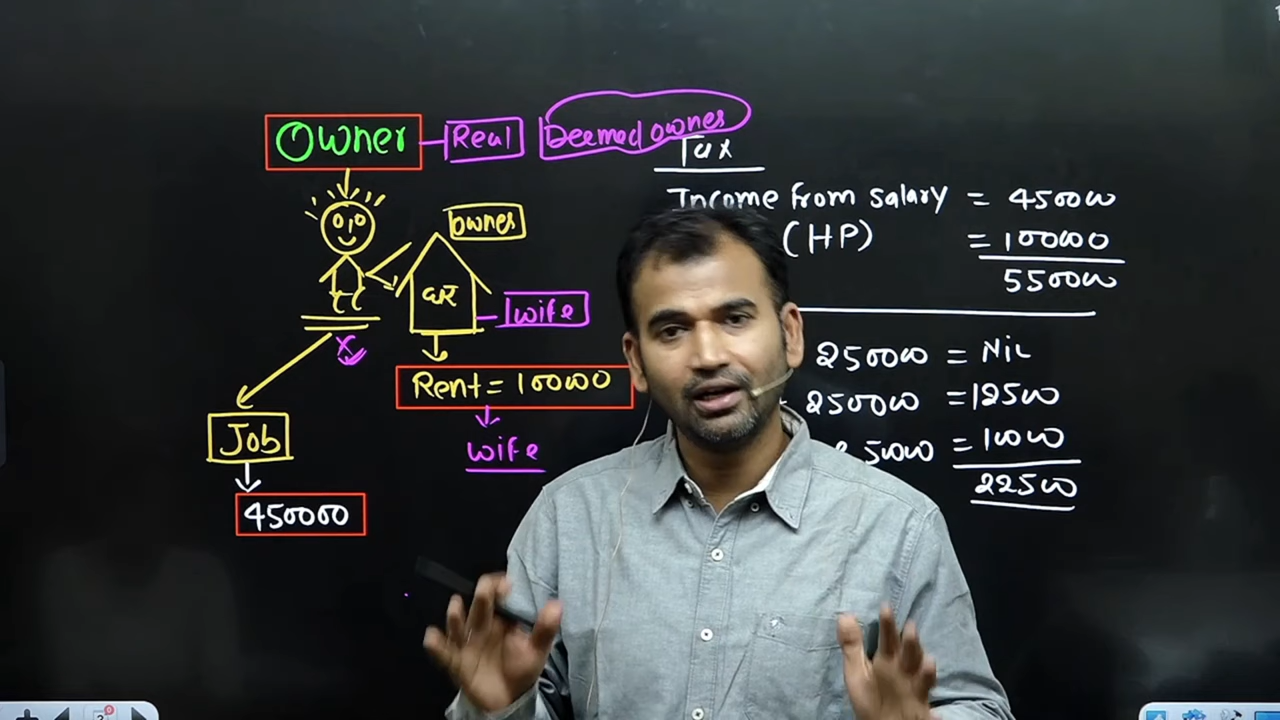 Owner
Real
Deemed owner
Tax
Income from salary = 450000
(HP) = 100000
550000
owner
घर
wife
250000 = Nil
Rent = 100000
250000 = 12500
Job
wife
50000 = 10000
22500
450000